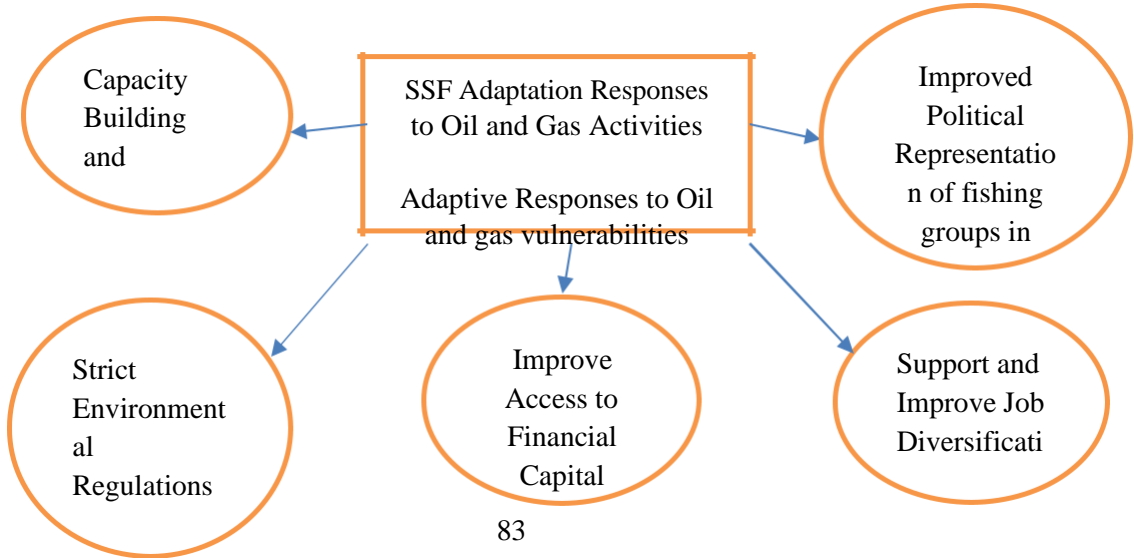 Capacity
Building
and
SSF Adaptation Responses
to Oil and Gas Activities
Adaptive Responses to Oil
and gas vulnerabilities
Improved
Political
Representatio
n of fishing
groups in
Strict
Environment
al
Regulations
Improve
Access to
Financial
Capital
Support and
Improve Job
Diversificati
83